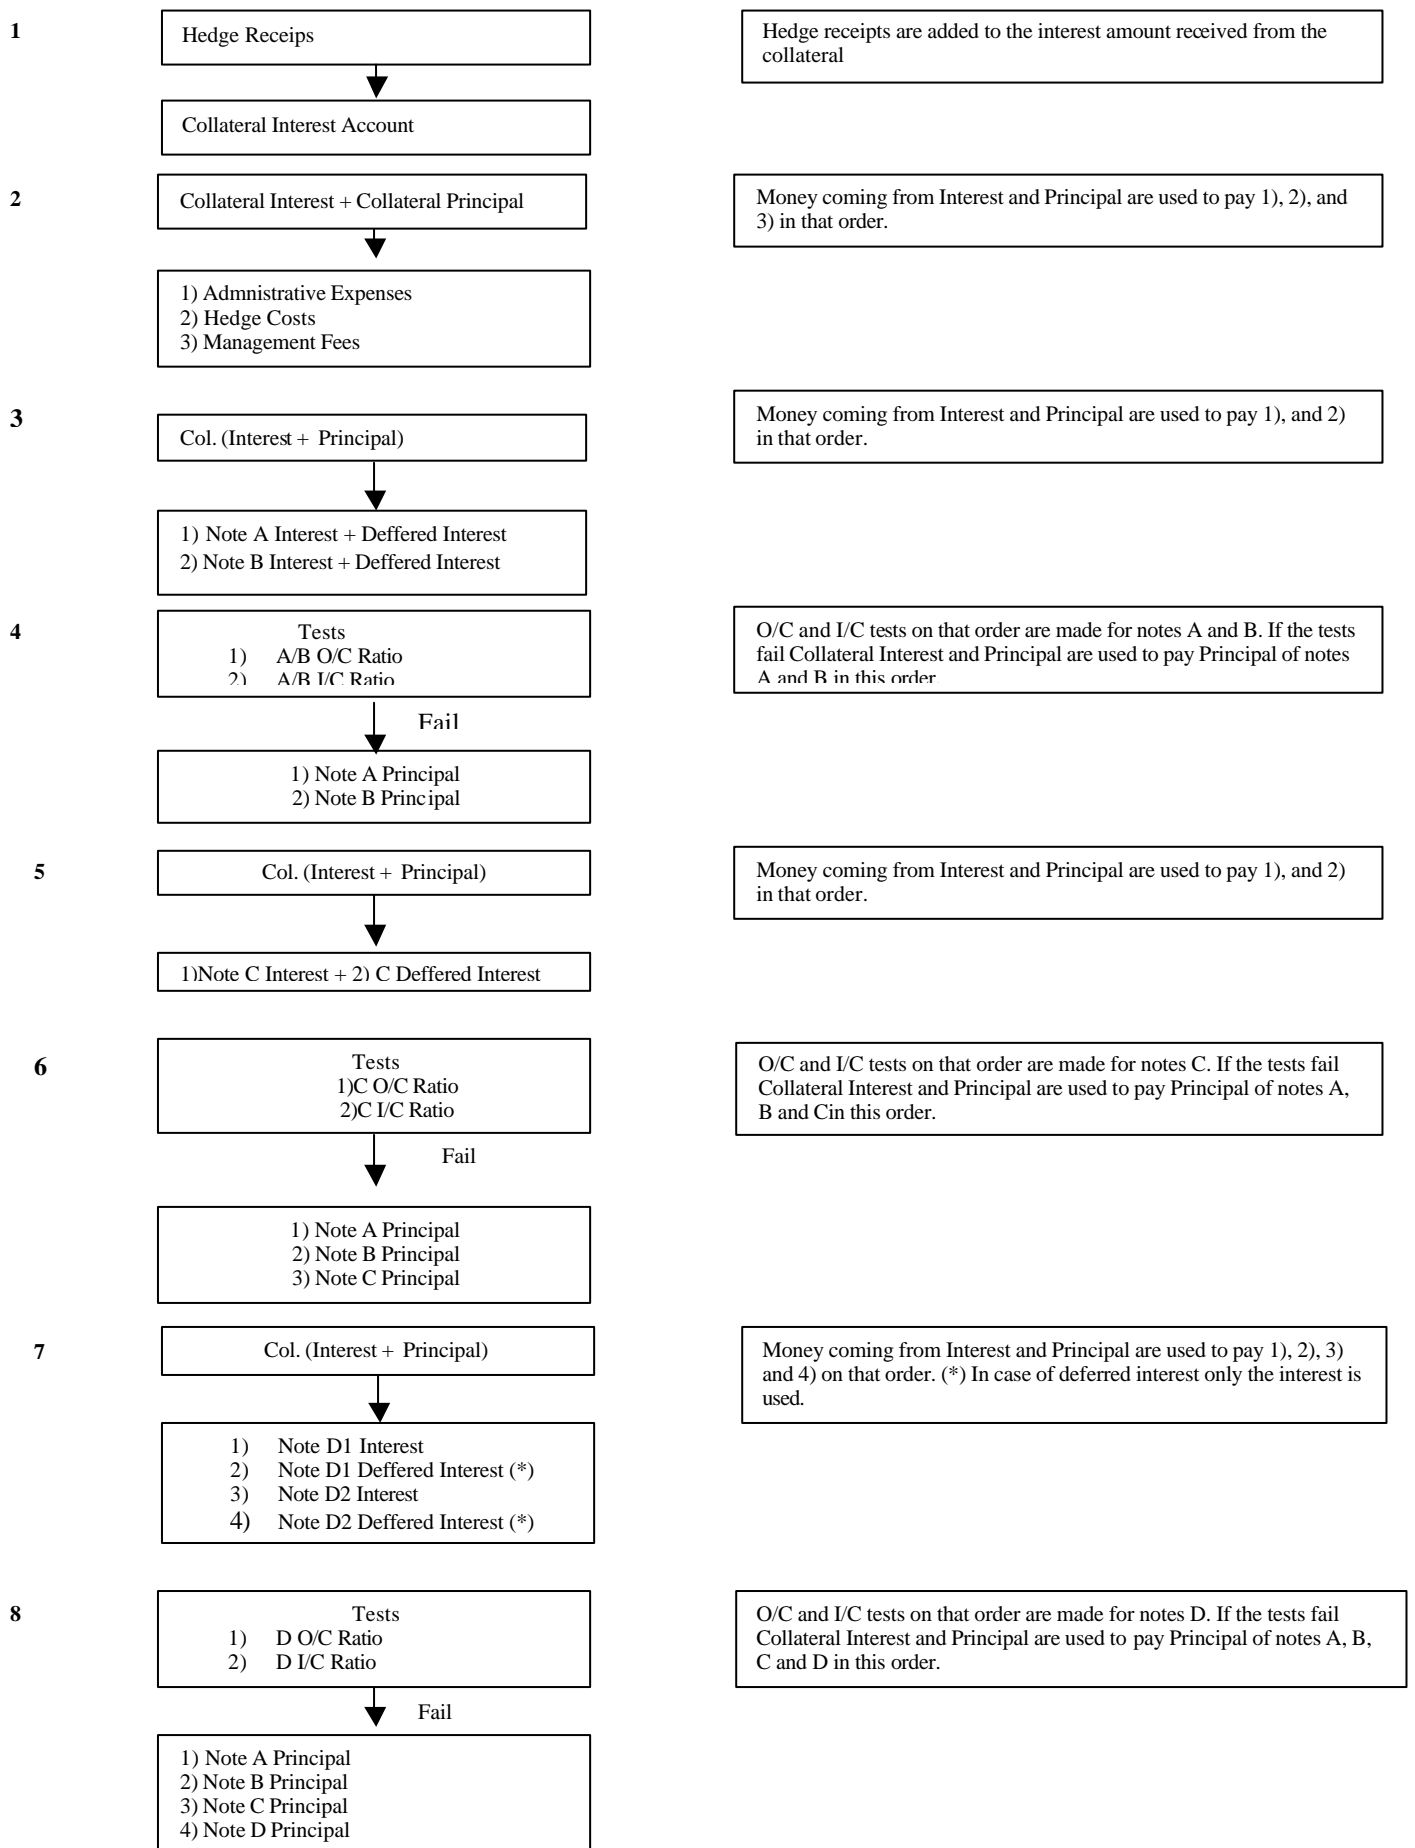 1
Hedge Receips
Hedge receipts are added to the interest amount received from the
collateral
Collateral Interest Account
2
Collateral Interest + Collateral Principal
Money coming from Interest and Principal are used to pay 1), 2), and
3) in that order.
1) Admnistrative Expenses
2) Hedge Costs
3) Management Fees
3
Col. (Interest + Principal)
Money coming from Interest and Principal are used to pay 1), and 2)
in that order.
1) Note A Interest + Deffered Interest
2) Note B Interest + Deffered Interest
4
Tests
1) A/B O/C Ratio
2) A/B I/C Ratio
O/C and I/C tests on that order are made for notes A and B. If the tests
fail Collateral Interest and Principal are used to pay Principal of notes
A and B in this order.
Fail
1) Note A Principal
2) Note B Principal
5
Col. (Interest + Principal)
Money coming from Interest and Principal are used to pay 1), and 2)
in that order.
1)Note C Interest + 2) C Deffered Interest
6
Tests
1)C O/C Ratio
2)C I/C Ratio
O/C and I/C tests on that order are made for notes C. If the tests fail
Collateral Interest and Principal are used to pay Principal of notes A,
B and Cin this order.
Fail
1) Note A Principal
2) Note B Principal
3) Note C Principal
7
Col. (Interest + Principal)
Money coming from Interest and Principal are used to pay 1), 2), 3)
and 4) on that order. (*) In case of deferred interest only the interest is
used.
1) Note D1 Interest
2) Note D1 Deffered Interest (*)
3) Note D2 Interest
4) Note D2 Deffered Interest (*)
8
Tests
1) D O/C Ratio
2) D I/C Ratio
O/C and I/C tests on that order are made for notes D. If the tests fail
Collateral Interest and Principal are used to pay Principal of notes A, B,
C and D in this order.
Fail
1) Note A Principal
2) Note B Principal
3) Note C Principal
4) Note D Principal